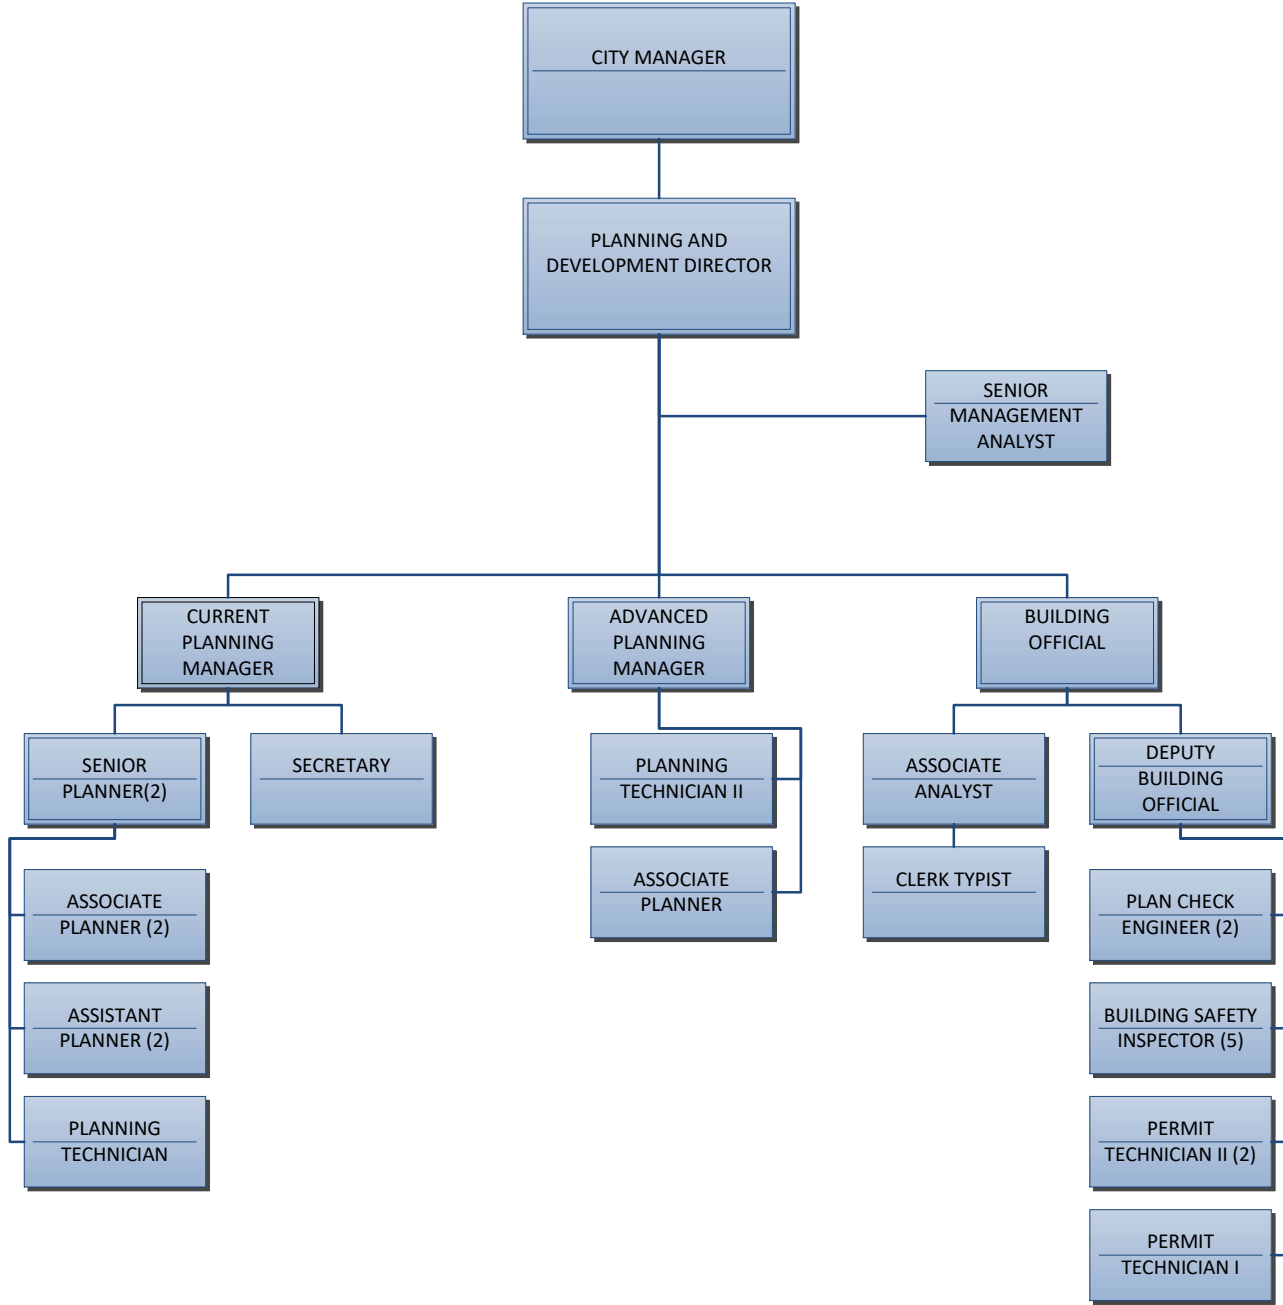 CITY MANAGER
PLANNING AND
DEVELOPMENT DIRECTOR
SENIOR
MANAGEMENT
ANALYST
CURRENT
PLANNING
MANAGER
ADVANCED
PLANNING
MANAGER
BUILDING
OFFICIAL
SENIOR
PLANNER(2)
SECRETARY
PLANNING
TECHNICIAN II
ASSOCIATE
ANALYST
DEPUTY
BUILDING
OFFICIAL
ASSOCIATE
PLANNER (2)
ASSOCIATE
PLANNER
CLERK TYPIST
PLAN CHECK
ENGINEER (2)
ASSISTANT
PLANNER (2)
BUILDING SAFETY
INSPECTOR (5)
PLANNING
TECHNICIAN
PERMIT
TECHNICIAN II (2)
PERMIT
TECHNICIAN I